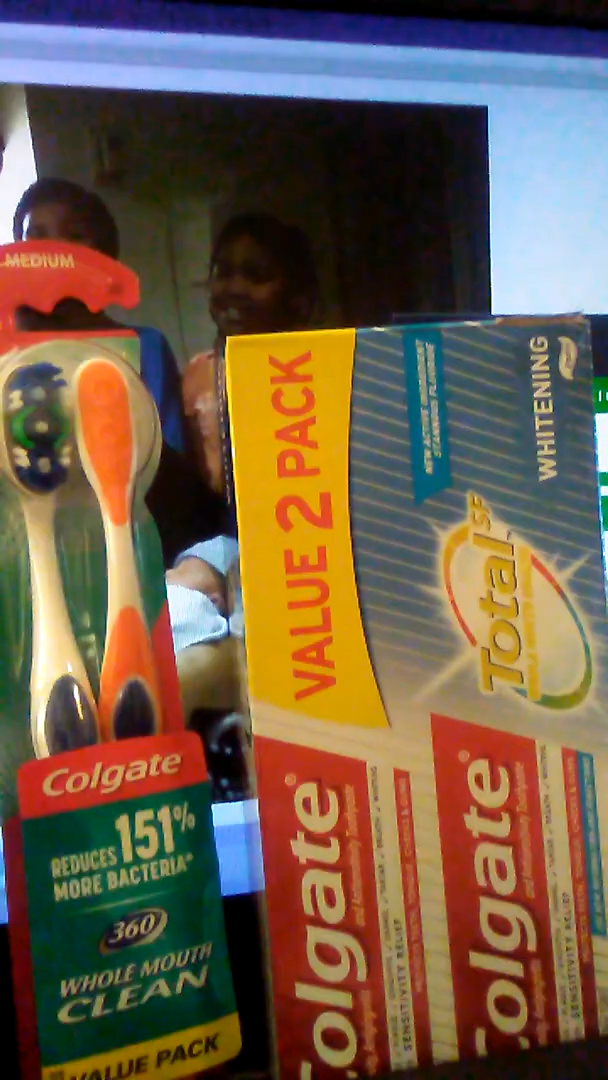 MEDIUM
Colgate
REDUCES 151%
MORE BACTERIA*
360
WHOLE MOUTH
CLEAN
VALUE PACK
VALUE 2 PACK
WHITENING
Total SF
Colgate
SENSITIVITY RELIEF
Colgate
SENSITIVITY RELIEF